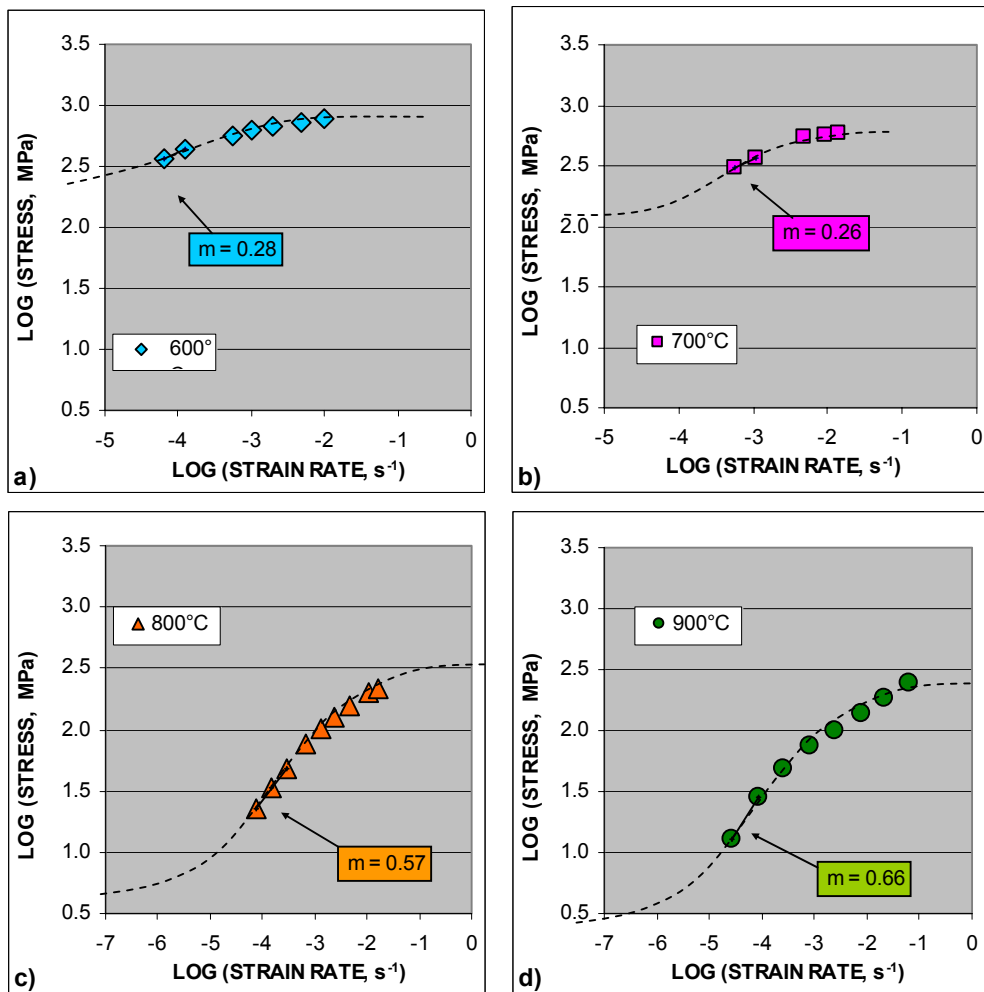 3.5
3.0
2.5
2.0
1.5
1.0
0.5
LOG (STRESS, MPa)
m = 0.28
600°
-5 -4 -3 -2 -1 0
LOG (STRAIN RATE, s-1)
a)
3.5
3.0
2.5
2.0
1.5
1.0
0.5
LOG (STRESS, MPa)
m = 0.26
700°C
-5 -4 -3 -2 -1 0
LOG (STRAIN RATE, s-1)
b)
3.5
3.0
2.5
2.0
1.5
1.0
0.5
LOG (STRESS, MPa)
800°C
m = 0.57
-7 -6 -5 -4 -3 -2 -1 0
LOG (STRAIN RATE, s-1)
c)
3.5
3.0
2.5
2.0
1.5
1.0
0.5
LOG (STRESS, MPa)
900°C
m = 0.66
-7 -6 -5 -4 -3 -2 -1 0
LOG (STRAIN RATE, s-1)
d)